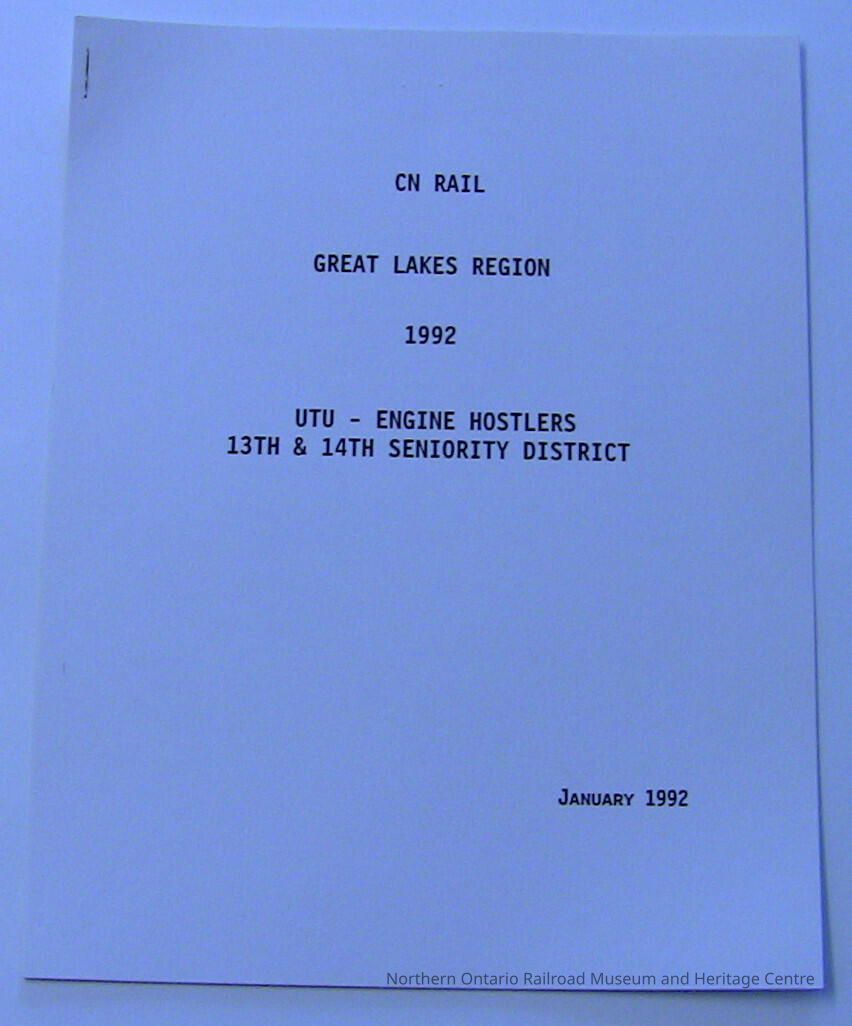 CN RAIL
GREAT LAKES REGION
1992
UTU - ENGINE HOSTLERS
13TH & 14TH SENIORITY DISTRICT
JANUARY 1992
Northern Ontario Railroad Museum and Heritage Centre